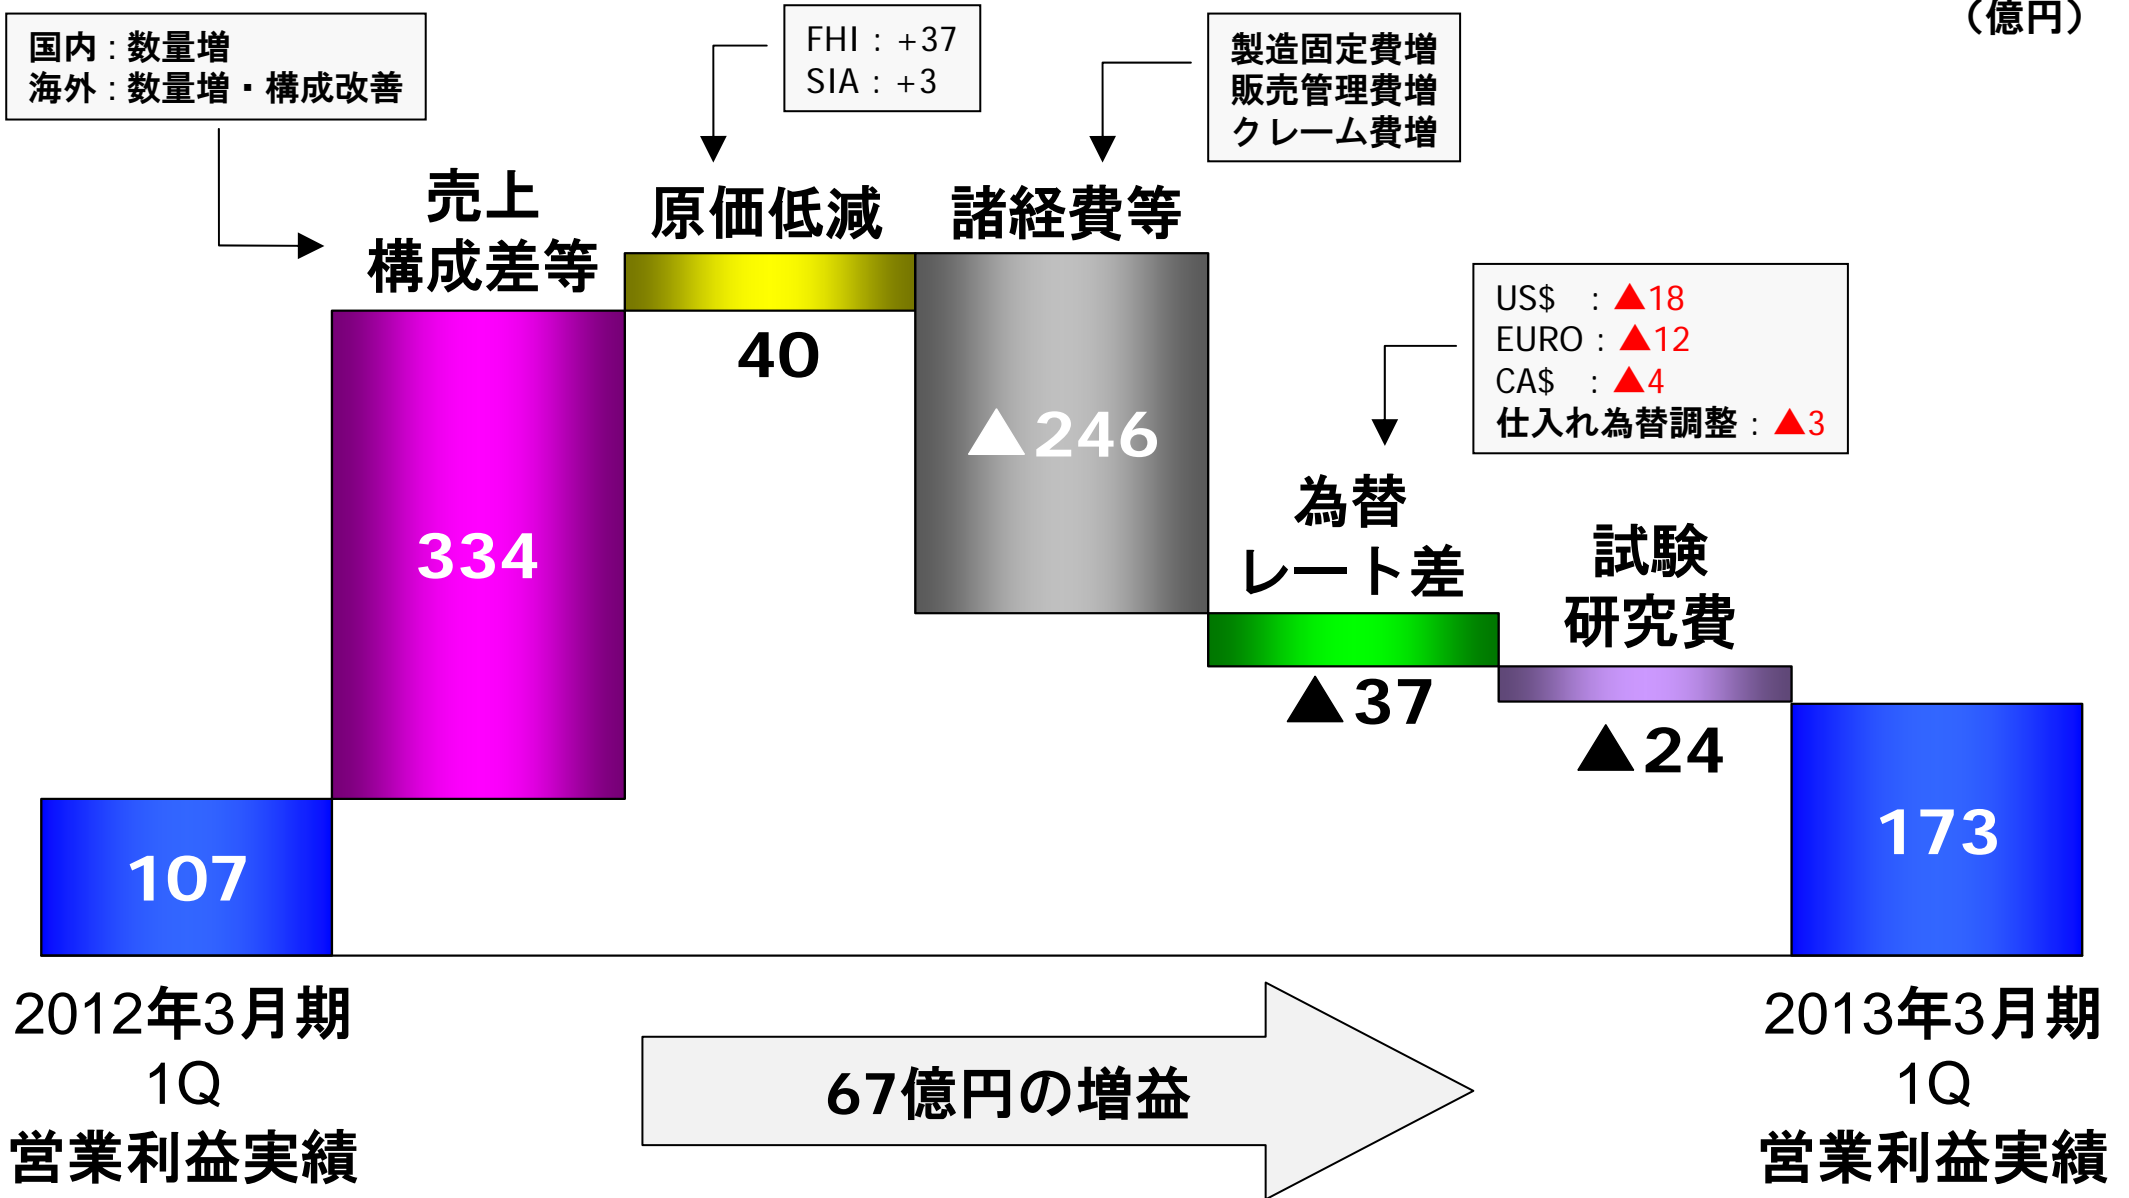 （億円）
国内 : 数量増
海外 : 数量増・構成改善
FHI : +37
SIA : +3
製造固定費増
販売管理費増
クレーム費増
売上
構成差等
原価低減
諸経費等
US$ : ▲18
EURO : ▲12
CA$ : ▲4
仕入れ為替調整 : ▲3
40
▲246
334
為替
レート差
試験
研究費
▲37
▲24
107
173
2012年3月期
1Q
営業利益実績
67億円の増益
2013年3月期
1Q
営業利益実績